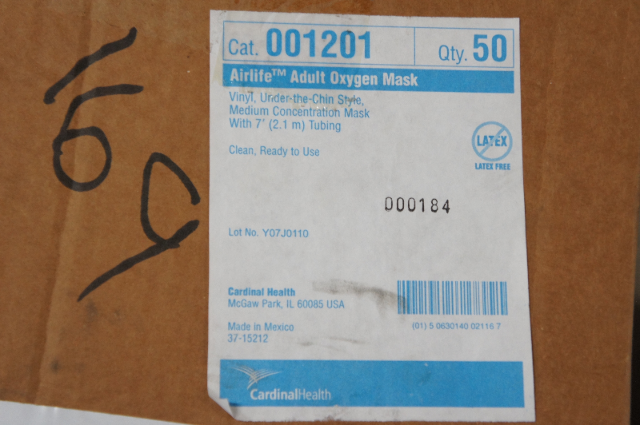 169
Cat. 001201 Qty. 50
Airlife™ Adult Oxygen Mask
Vinyl, Under-the-Chin Style,
Medium Concentration Mask
With 7' (2.1 m) Tubing
Clean, Ready to Use
LATEX
LATEX FREE
000184
Lot No. Y07J0110
Cardinal Health
McGaw Park, IL 60085 USA
(01) 5 0630140 02116 7
Made in Mexico
37-15212
CardinalHealth